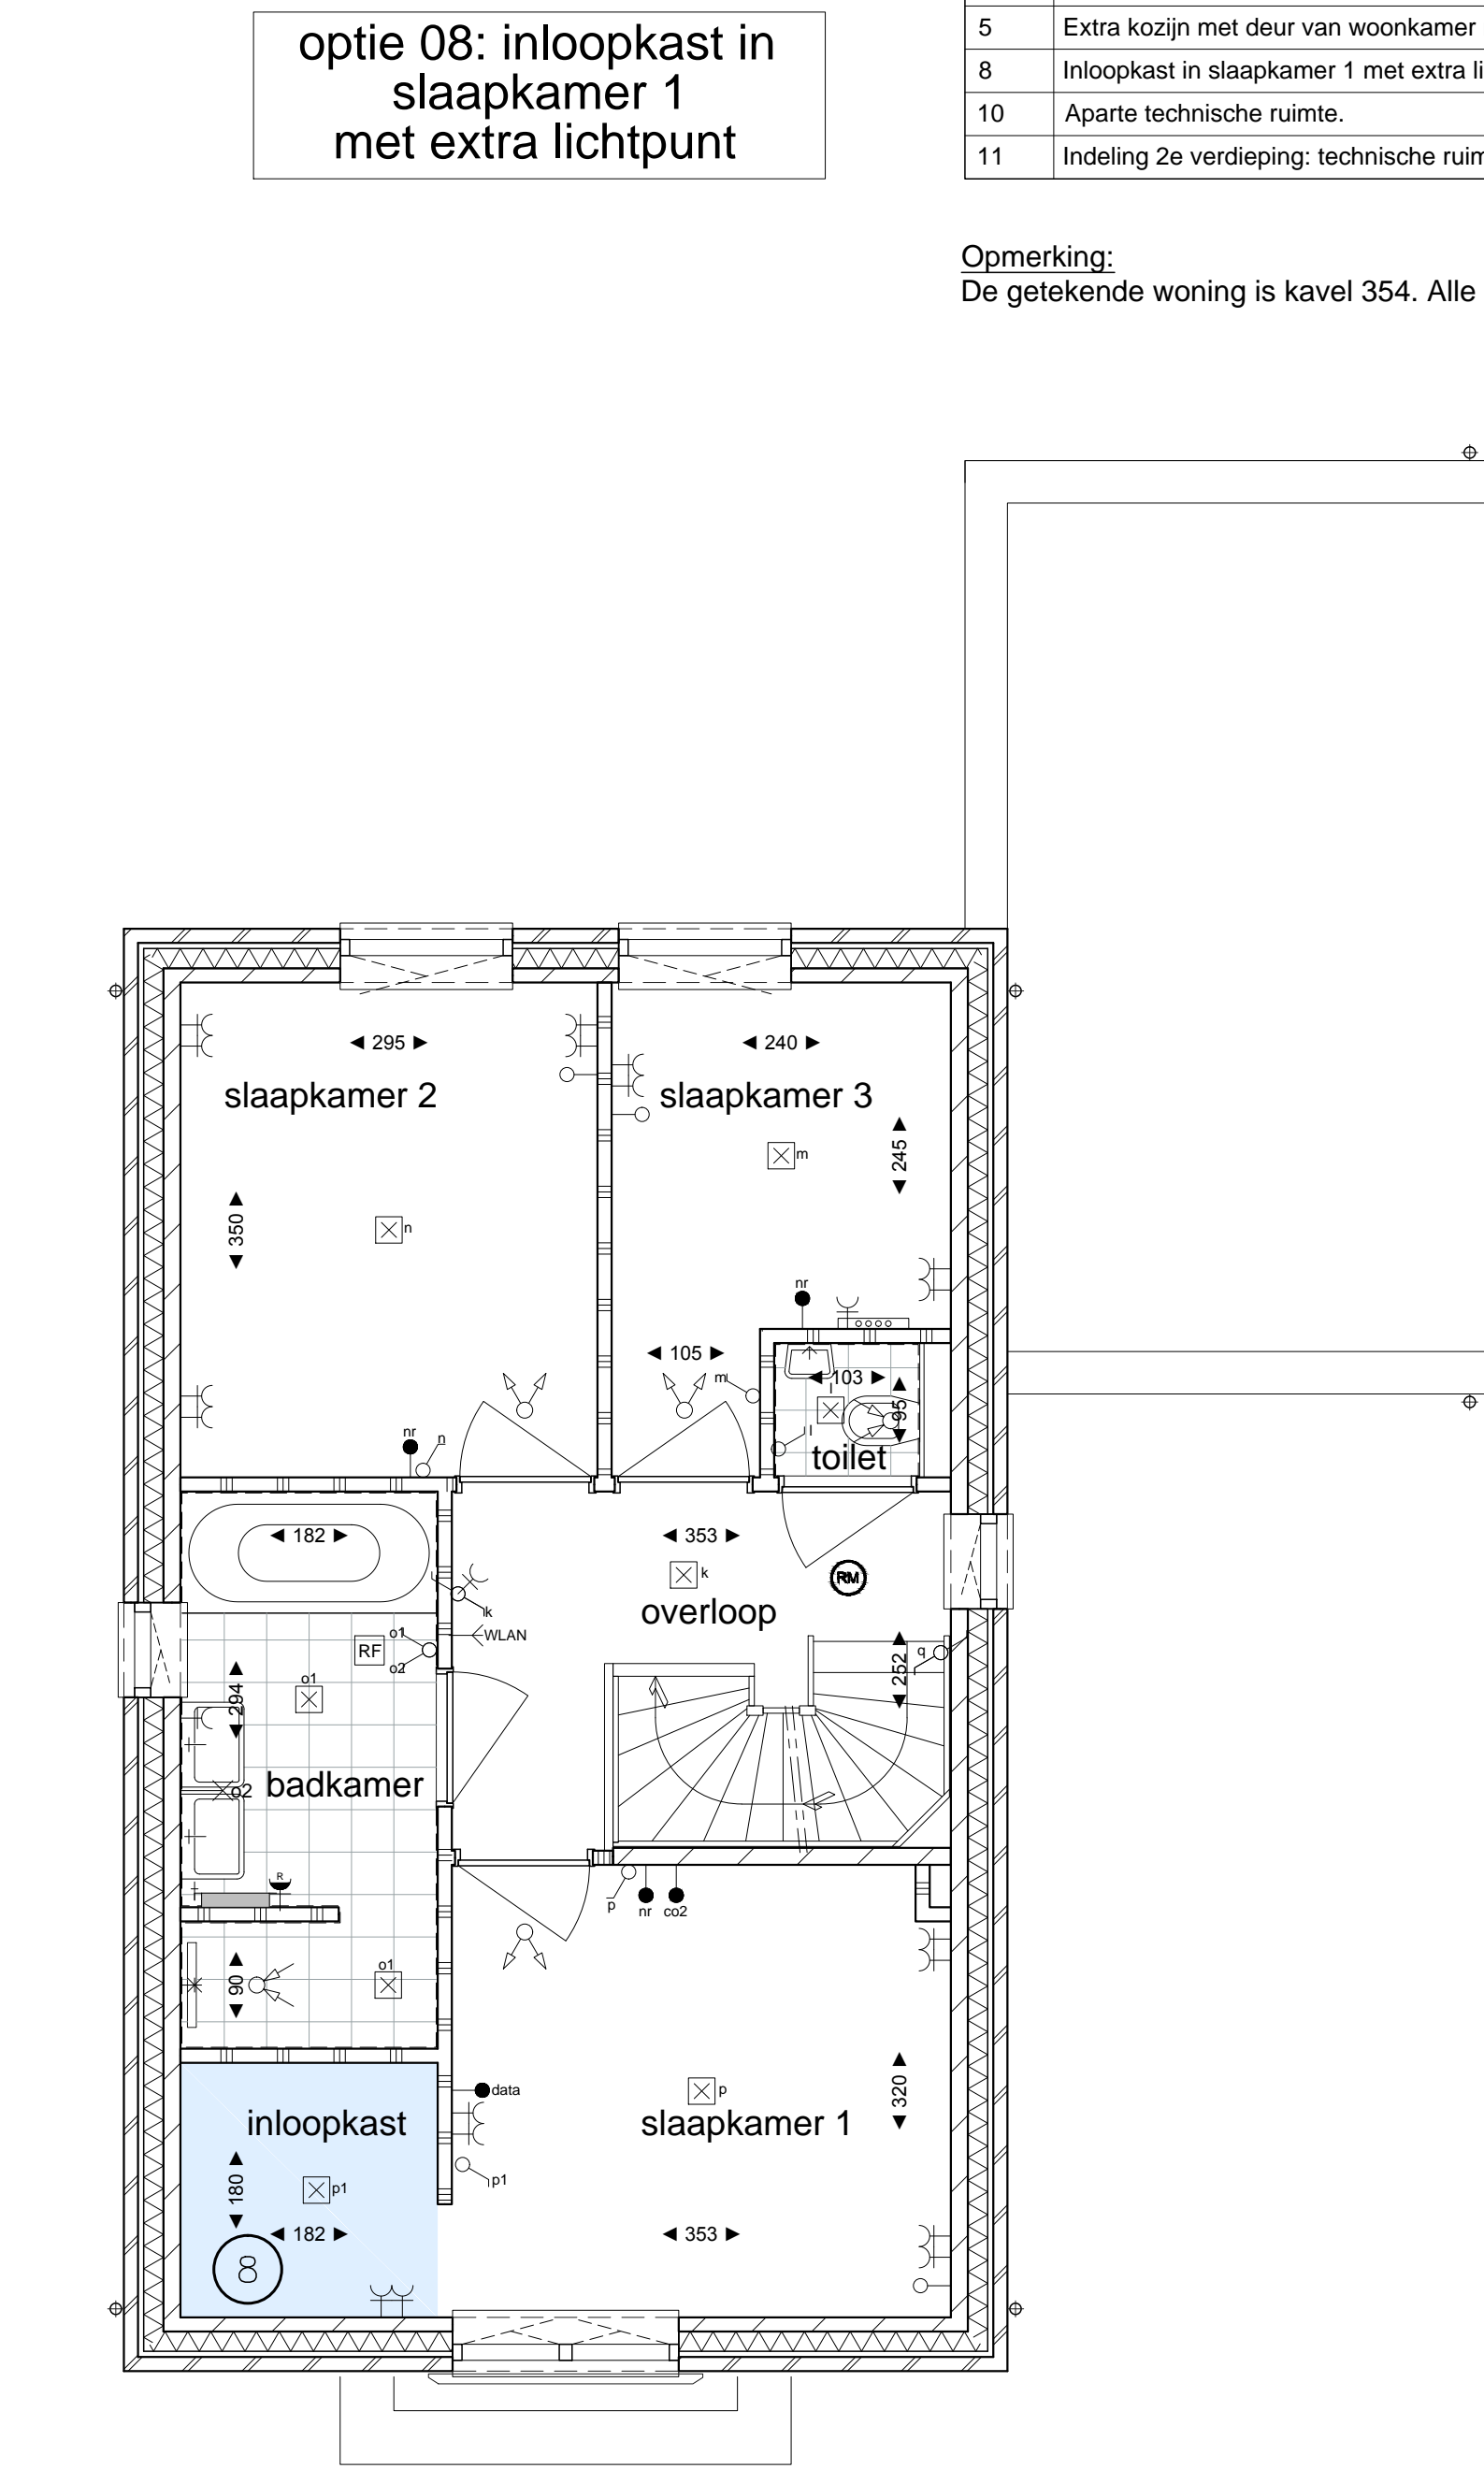 optie 08: inloopkast in
slaapkamer 1
met extra lichtpunt
5 Extra kozijn met deur van woonkamer
8 Inloopkast in slaapkamer 1 met extra li
10 Aparte technische ruimte.
11 Indeling 2e verdieping: technische ruim
Opmerking:
De getekende woning is kavel 354. Alle
295
240
slaapkamer 2
slaapkamer 3
245
m
350
n
nr
105
m
103
l
95
nr
n
l
toilet
182
353
k
RM
overloop
k
WLAN
o1
RF
o2
q
252
o1
294
badkamer
o2
R
p
nr
co2
o1
90
data
p
320
inloopkast
slaapkamer 1
180
p1
p1
182
353
8